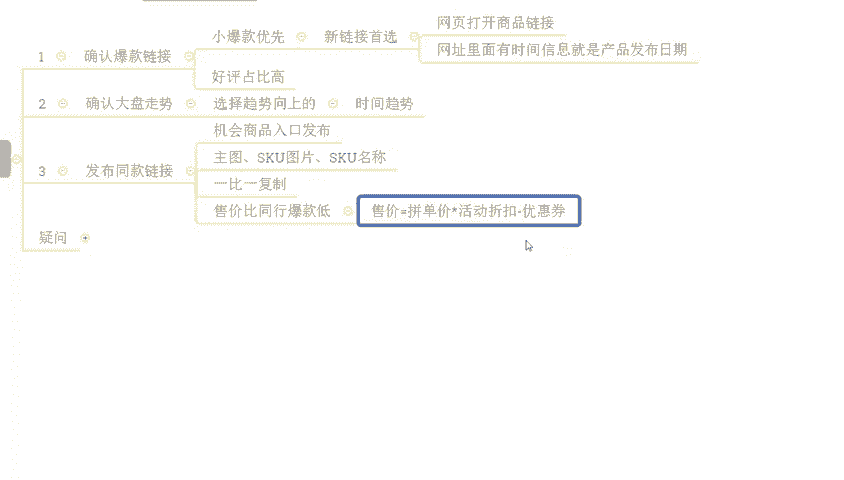 网页打开商品链接
小爆款优先 新链接首选
网址里面有时间信息就是产品发布日期
1 确认爆款链接
好评占比高
2 确认大盘走势 选择趋势向上的 时间趋势
机会商品入口发布
主图、SKU图片、SKU名称
3 发布同款链接
一比一复制
售价比同行爆款低 售价=拼单价*活动折扣-优惠券
疑问